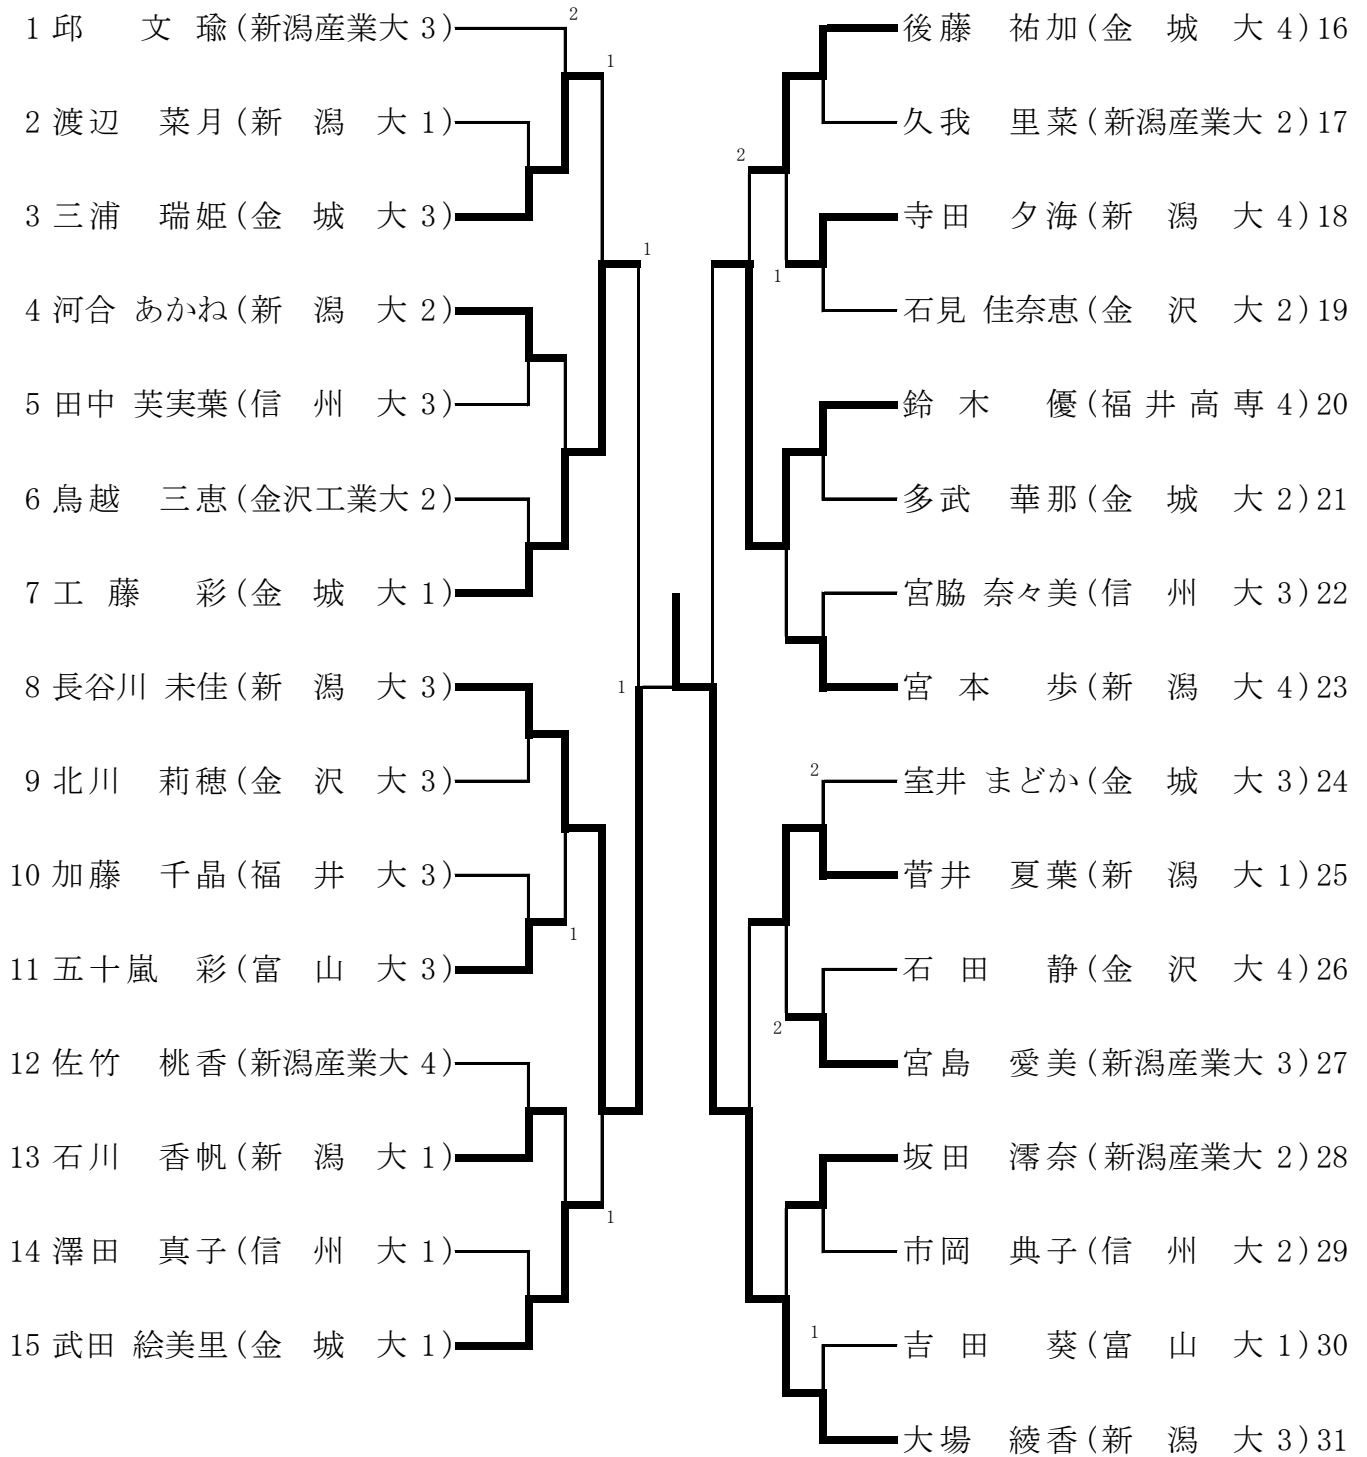 1 邱 文 瑜(新潟産業大 3)
2 渡辺 菜月(新 潟 大 1)
3 三浦 瑞姫(金 城 大 3)
4 河合 あかね(新 潟 大 2)
5 田中 芙実葉(信 州 大 3)
6 鳥越 三恵(金沢工業大 2)
7 工 藤 彩(金 城 大 1)
8 長谷川 未佳(新 潟 大 3)
9 北川 莉穂(金 沢 大 3)
10 加藤 千晶(福 井 大 3)
11 五十嵐 彩(富 山 大 3)
12 佐竹 桃香(新潟産業大 4)
13 石川 香帆(新 潟 大 1)
14 澤田 真子(信 州 大 1)
15 武田 絵美里(金 城 大 1)
2
1
1
1
1
1
2
1
2
2
1
後藤 祐加(金 城 大 4)16
久我 里菜(新潟産業大 2)17
寺田 夕海(新 潟 大 4)18
石見 佳奈恵(金 沢 大 2)19
鈴 木 優(福 井 高 専 4)20
多武 華那(金 城 大 2)21
宮脇 奈々美(信 州 大 3)22
宮 本 歩(新 潟 大 4)23
室井 まどか(金 城 大 3)24
菅井 夏葉(新 潟 大 1)25
石 田 静(金 沢 大 4)26
宮島 愛美(新潟産業大 3)27
坂田 澪奈(新潟産業大 2)28
市岡 典子(信 州 大 2)29
吉 田 葵(富 山 大 1)30
大場 綾香(新 潟 大 3)31